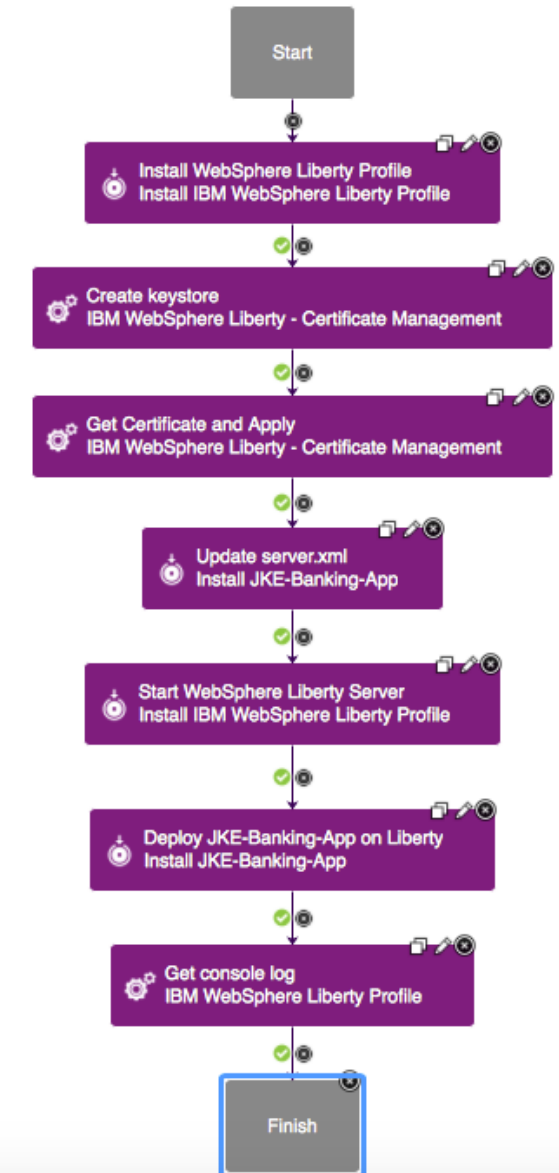 Start
Install WebSphere Liberty Profile
Install IBM WebSphere Liberty Profile
Create keystore
IBM WebSphere Liberty - Certificate Management
Get Certificate and Apply
IBM WebSphere Liberty - Certificate Management
Update server.xml
Install JKE-Banking-App
Start WebSphere Liberty Server
Install IBM WebSphere Liberty Profile
Deploy JKE-Banking-App on Liberty
Install JKE-Banking-App
Get console log
IBM WebSphere Liberty Profile
Finish